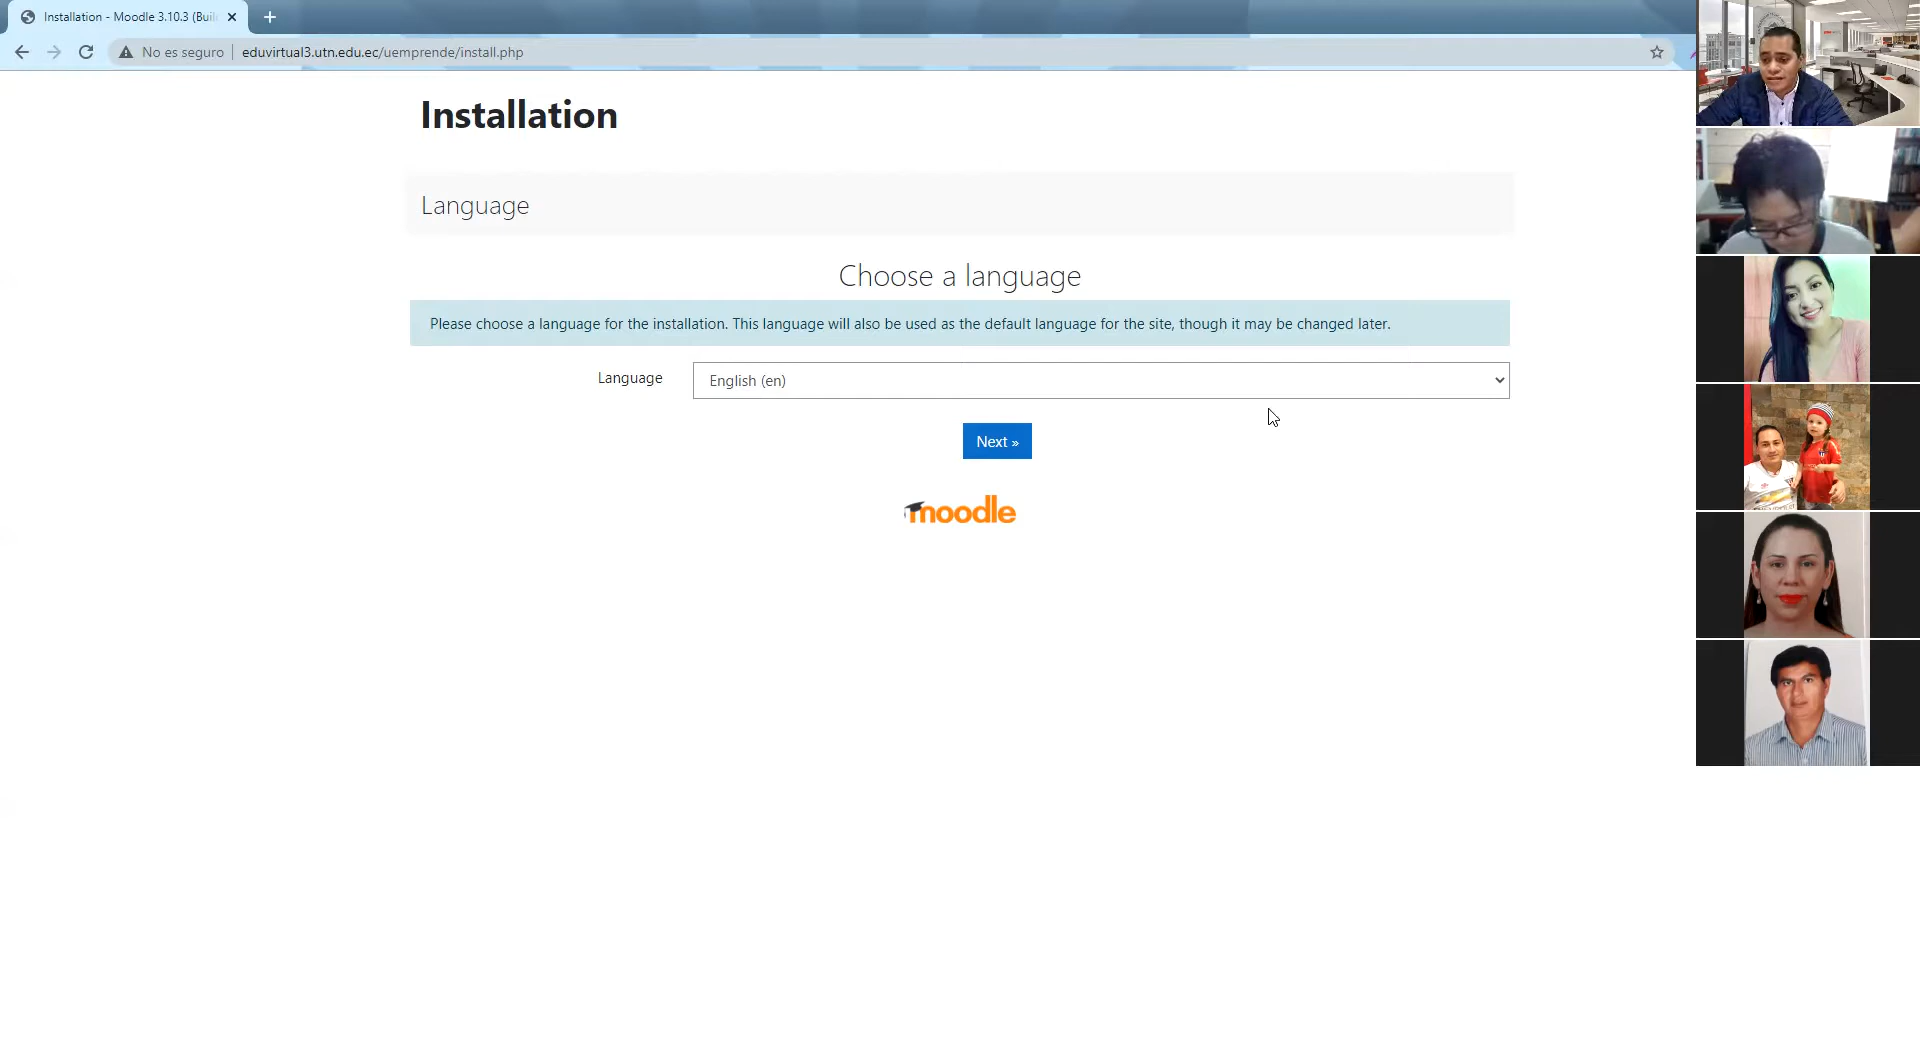 Installation - Moodle 3.10.3 (Buil
No es seguro
eduvirtual3.utn.edu.ec/uemprende/install.php
Installation
Language
Choose a language
Please choose a language for the installation. This language will also be used as the default language for the site, though it may be changed later.
Language
English (en)
Next »
moodle